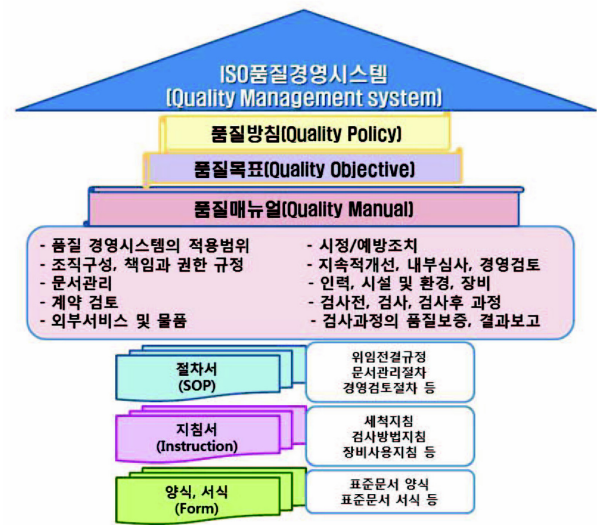 ISO품질경영시스템
(Quality Management system)
품질방침(Quality Policy)
품질목표(Quality Objective)
품질매뉴얼(Quality Manual)
- 품질 경영시스템의 적용범위
- 조직구성, 책임과 권한 규정
- 문서관리
- 계약 검토
- 외부서비스 및 물품
- 시정/예방조치
- 지속적개선, 내부심사, 경영검토
- 인력, 시설 및 환경, 장비
- 검사전, 검사, 검사후 과정
- 검사과정의 품질보증, 결과보고
절차서
(SOP)
위임전결규정
문서관리절차
경영검토절차 등
지침서
(Instruction)
세척지침
검사방법지침
장비사용지침 등
양식, 서식
(Form)
표준문서 양식
표준문서 서식 등